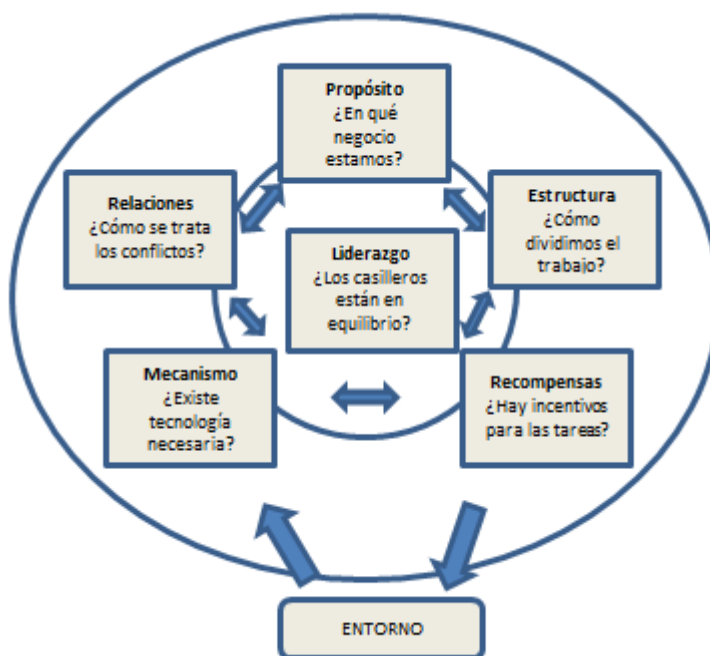 Propósito
¿En qué
negocio
estamos?
Relaciones
¿Cómo se trata
los conflictos?
Estructura
¿Cómo
dividimos el
trabajo?
Liderazgo
¿Los casilleros
están en
equilibrio?
Mecanismo
¿Existe
tecnología
necesaria?
Recompensas
¿Hay incentivos
para las tareas?
ENTORNO